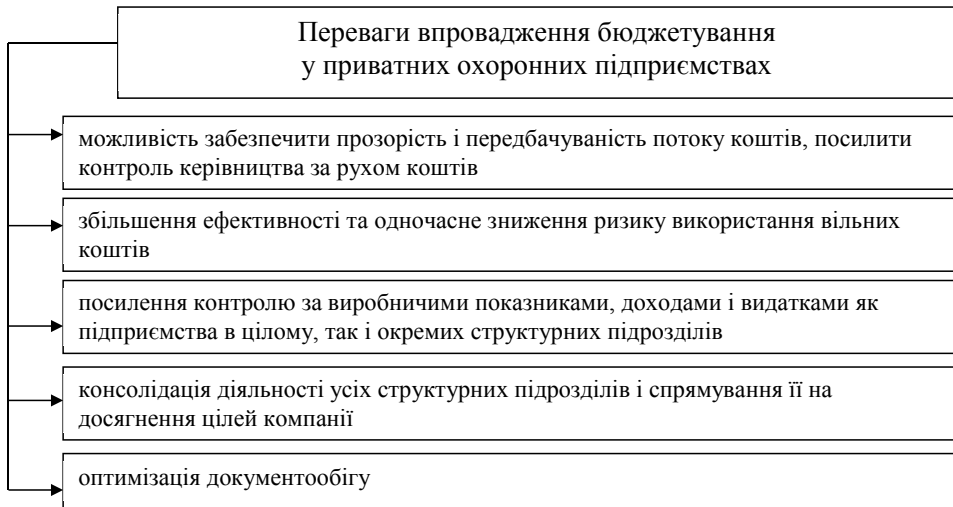 Переваги впровадження бюджетування
у приватних охоронних підприємствах
можливість забезпечити прозорість і передбачуваність потоку коштів, посилити
контроль керівництва за рухом коштів
збільшення ефективності та одночасне зниження ризику використання вільних
коштів
посилення контролю за виробничими показниками, доходами і видатками як
підприємства в цілому, так і окремих структурних підрозділів
консолідація діяльності усіх структурних підрозділів і спрямування її на
досягнення цілей компанії
оптимізація документообігу